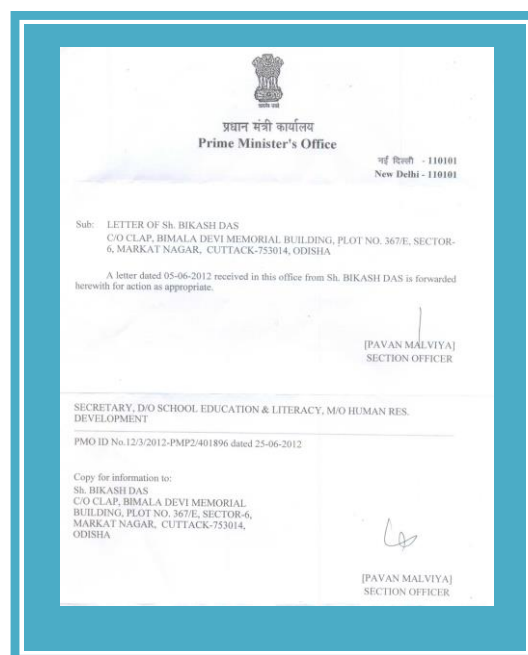 प्रधान मंत्री कार्यालय
Prime Minister's Office
नई दिल्ली - 110101
New Delhi - 110101
Sub: LETTER OF Sh. BIKASH DAS
C/O CLAP, BIMALA DEVI MEMORIAL BUILDING, PLOT NO. 367/E, SECTOR-
6, MARKAT NAGAR, CUTTACK-753014, ODISHA
A letter dated 05-06-2012 received in this office from Sh. BIKASH DAS is forwarded
herewith for action as appropriate.
[PAVAN MALVIYA]
SECTION OFFICER
SECRETARY, D/O SCHOOL EDUCATION & LITERACY, M/O HUMAN RES.
DEVELOPMENT
PMO ID No.12/3/2012-PMP2/401896 dated 25-06-2012
Copy for information to:
Sh. BIKASH DAS
C/O CLAP, BIMALA DEVI MEMORIAL
BUILDING, PLOT NO. 367/E, SECTOR-6,
MARKAT NAGAR, CUTTACK-753014,
ODISHA
[PAVAN MALVIYA]
SECTION OFFICER